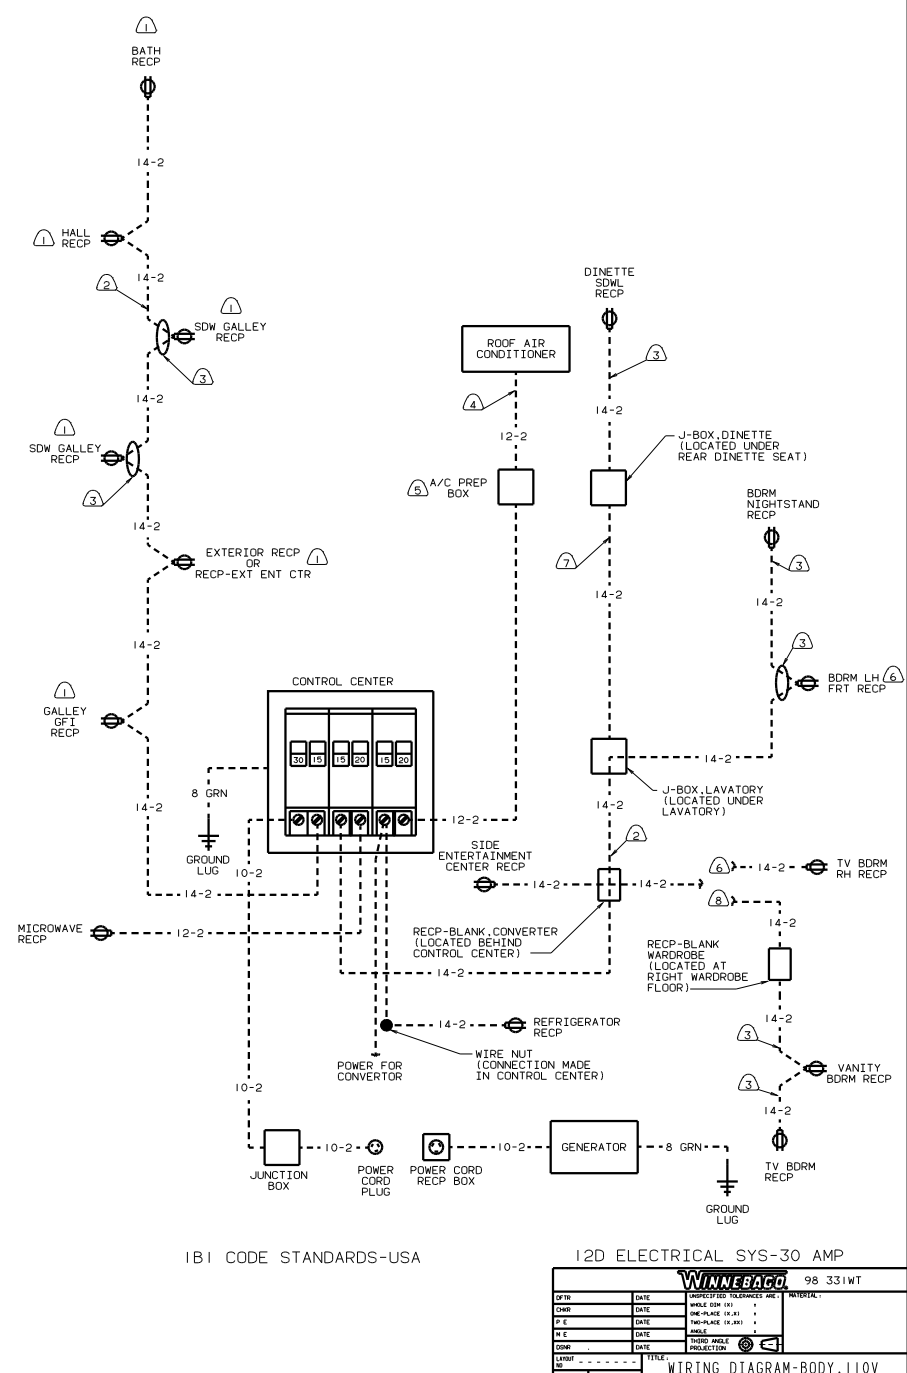 1
BATH
RECP
14-2
1
HALL
RECP
14-2
2
1
SDW GALLEY
RECP
3
14-2
1
SDW GALLEY
RECP
3
14-2
EXTERIOR RECP
OR
RECP-EXT ENT CTR
1
14-2
1
GALLEY
GFI
RECP
14-2
14-2
ROOF AIR
CONDITIONER
4
12-2
5
A/C PREP
BOX
12-2
DINETTE
SDWL
RECP
3
14-2
J-BOX,DINETTE
(LOCATED UNDER
REAR DINETTE SEAT)
7
14-2
BDRM
NIGHTSTAND
RECP
3
14-2
3
BDRM LH
FRT RECP
6
14-2
J-BOX,LAVATORY
(LOCATED UNDER
LAVATORY)
14-2
2
CONTROL CENTER
30
15
15
20
15
20
8 GRN
GROUND
LUG
10-2
SIDE
ENTERTAINMENT
CENTER RECP
14-2
14-2
6
14-2
TV BDRM
RH RECP
8
14-2
MICROWAVE
RECP
12-2
RECP-BLANK,CONVERTER
(LOCATED BEHIND
CONTROL CENTER)
14-2
RECP-BLANK
WARDROBE
(LOCATED AT
RIGHT WARDROBE
FLOOR)
14-2
14-2
REFRIGERATOR
RECP
WIRE NUT
(CONNECTION MADE
IN CONTROL CENTER)
POWER FOR
CONVERTOR
3
VANITY
BDRM RECP
3
14-2
TV BDRM
RECP
10-2
JUNCTION
BOX
10-2
POWER
CORD
PLUG
POWER CORD
RECP BOX
10-2
GENERATOR
8 GRN
GROUND
LUG
1B1 CODE STANDARDS-USA
12D ELECTRICAL SYS-30 AMP
WINNEBAGO
98 331WT
DFTR
DATE
CHKR
DATE
P E
DATE
M E
DATE
DSNR
DATE
UNSPECIFIED TOLERANCES ARE:
WHOLE DIM (X)
ONE-PLACE (X.X)
TWO-PLACE (X.XX)
ANGLE
MATERIAL:
THIRD ANGLE
PROJECTION
LAYOUT
NO
TITLE:
WIRING DIAGRAM-BODY,110V